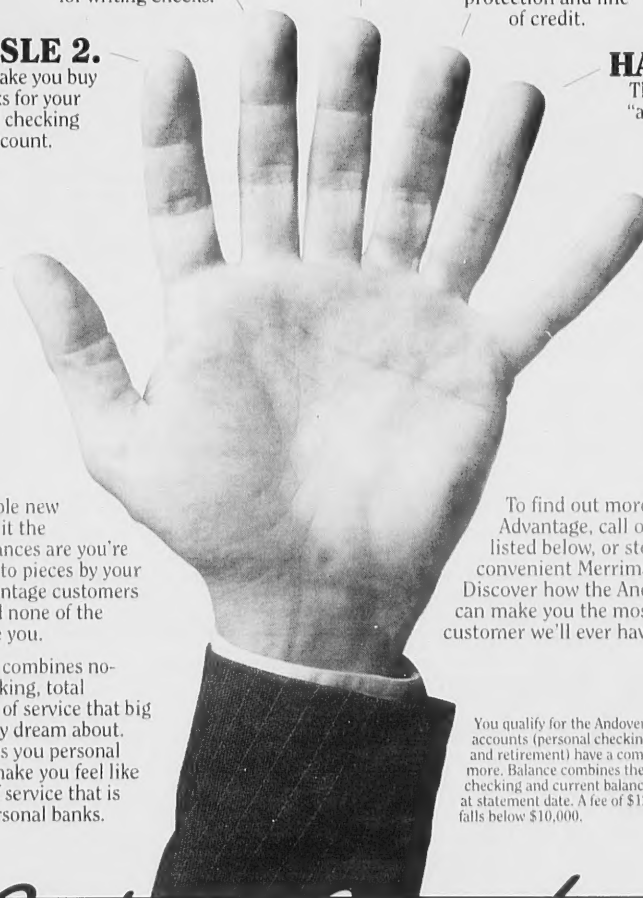 for writing checks.
protection and line
of credit.
SLE 2.
ake you buy
s for your
checking
count.
HA
"a
ple new
it the
ances are you're
to pieces by your
ntage customers
d none of the
you.
combines no-
king, total
of service that big
y dream about.
s you personal
make you feel like
service that is
rsonal banks.
To find out more
Advantage, call o
listed below, or sto
convenient Merrima
Discover how the And
can make you the mos
customer we'll ever hav
You qualify for the Andover
accounts (personal checkin
and retirement) have a com
more. Balance combines the
checking and current balanc
at statement date. A fee of $1
falls below $10,000.